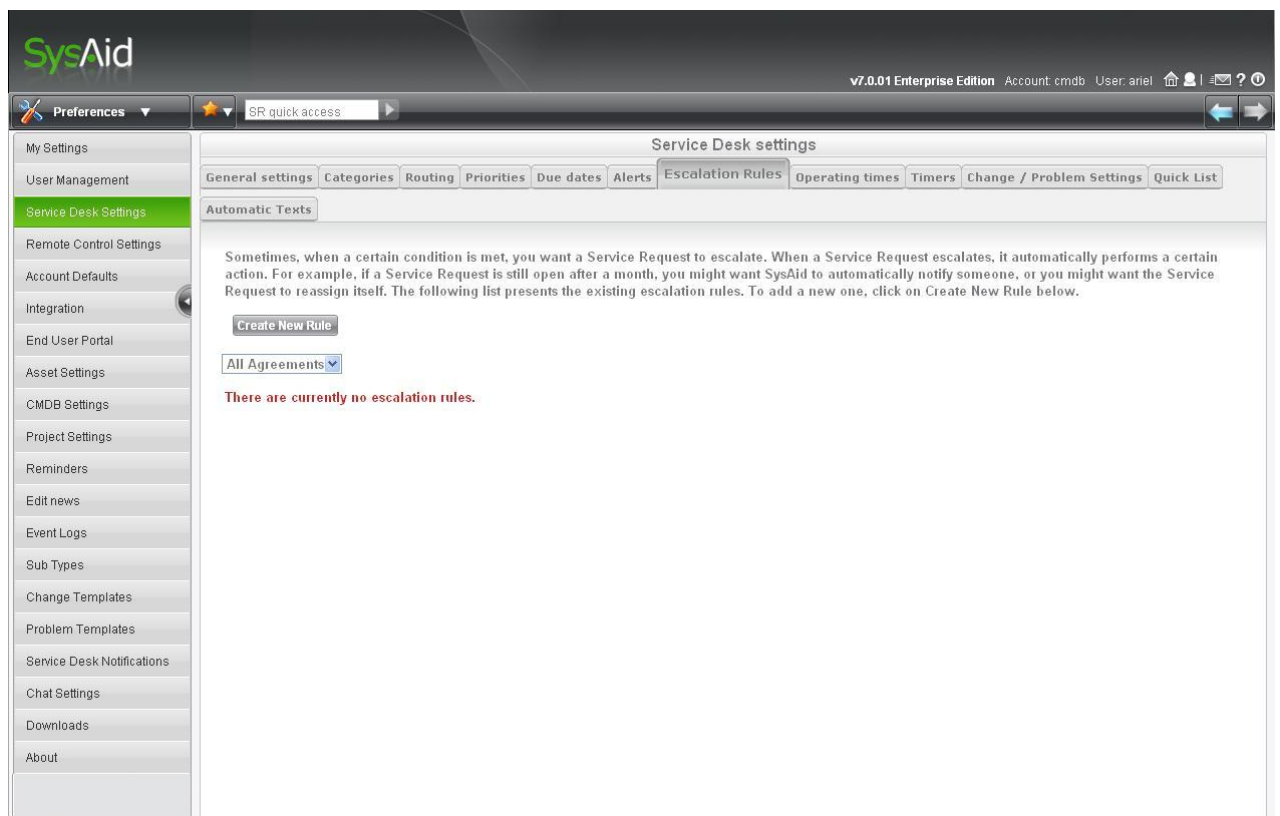 SysAid
v7.0.01 Enterprise Edition Account: cmdb User: ariel
Preferences
SR quick access
My Settings
User Management
Service Desk Settings
Remote Control Settings
Account Defaults
Integration
End User Portal
Asset Settings
CMDB Settings
Project Settings
Reminders
Edit news
Event Logs
Sub Types
Change Templates
Problem Templates
Service Desk Notifications
Chat Settings
Downloads
About
Service Desk settings
General settings Categories Routing Priorities Due dates Alerts Escalation Rules Operating times Timers Change / Problem Settings Quick List
Automatic Texts
Sometimes, when a certain condition is met, you want a Service Request to escalate. When a Service Request escalates, it automatically performs a certain
action. For example, if a Service Request is still open after a month, you might want SysAid to automatically notify someone, or you might want the Service
Request to reassign itself. The following list presents the existing escalation rules. To add a new one, click on Create New Rule below.
Create New Rule
All Agreements
There are currently no escalation rules.